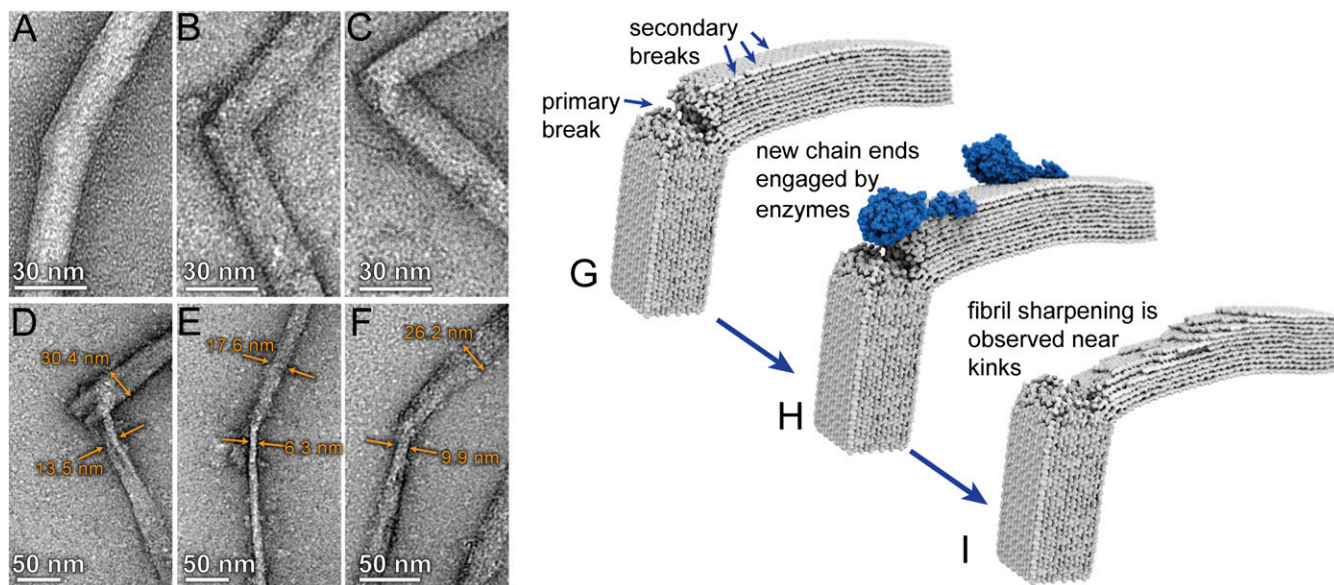 A
B
C
30 nm
30 nm
30 nm
D
E
F
30.4 nm
13.5 nm
17.6 nm
6.3 nm
26.2 nm
9.9 nm
50 nm
50 nm
50 nm
secondary
breaks
primary
break
G
new chain ends
engaged by
enzymes
H
fibril sharpening is
observed near
kinks
I